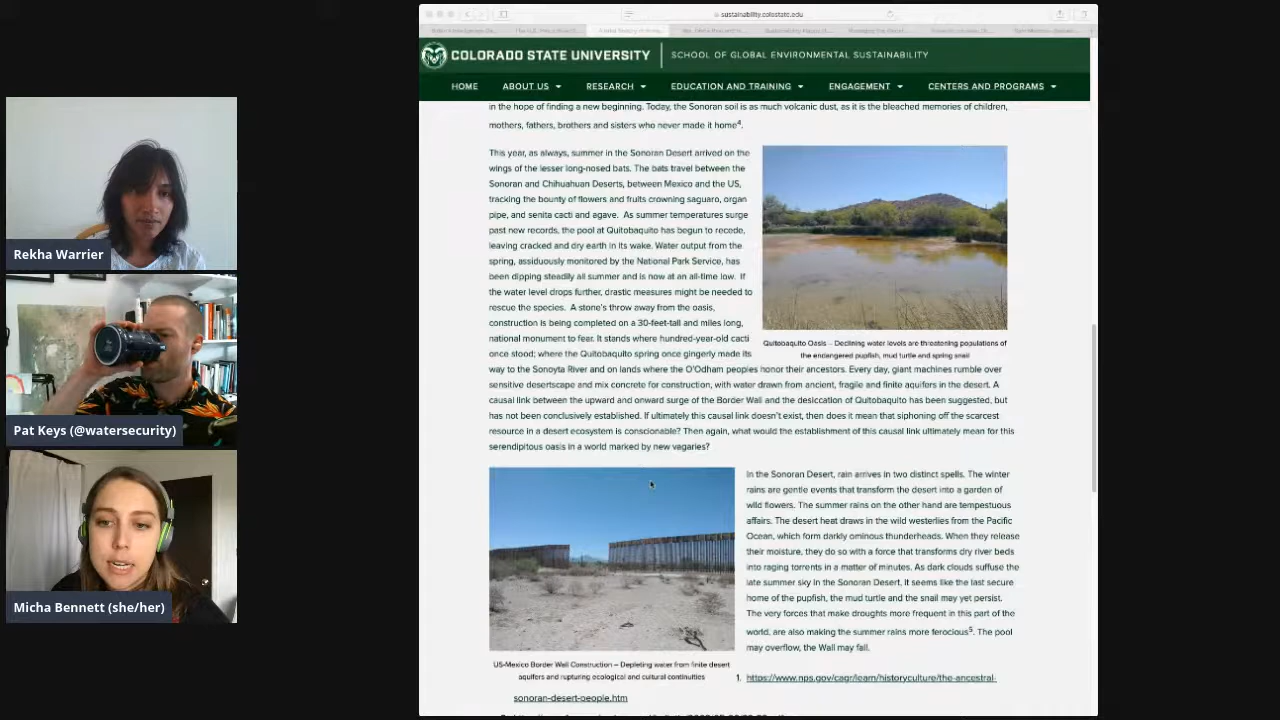 sustainability.colostate.edu
COLORADO STATE UNIVERSITY
SCHOOL OF GLOBAL ENVIRONMENTAL SUSTAINABILITY
HOME ABOUT US RESEARCH EDUCATION AND TRAINING ENGAGEMENT CENTERS AND PROGRAMS
in the hope of finding a new beginning. Today, the Sonoran soil is as much volcanic dust, as it is the bleached memories of children,
mothers, fathers, brothers and sisters who never made it home⁴.
This year, as always, summer in the Sonoran Desert arrived on the
wings of the lesser long-nosed bats. The bats travel between the
Sonoran and Chihuahuan Deserts, between Mexico and the US,
tracking the bounty of flowers and fruits crowning saguaro, organ
pipe, and senita cacti and agave. As summer temperatures surge
past new records, the pool at Quitobaquito has begun to recede,
leaving cracked and dry earth in its wake. Water output from the
spring, assiduously monitored by the National Park Service, has
been dipping steadily all summer and is now at an all-time low. If
the water level drops further, drastic measures might be needed to
rescue the species. A stone's throw away from the oasis,
construction is being completed on a 30-feet-tall and miles long,
national monument to fear. It stands where hundred-year-old cacti
once stood; where the Quitobaquito spring once gingerly made its
way to the Sonoyta River and on lands where the O'Odham peoples honor their ancestors. Every day, giant machines rumble over
sensitive desertscape and mix concrete for construction, with water drawn from ancient, fragile and finite aquifers in the desert. A
causal link between the upward and onward surge of the Border Wall and the desiccation of Quitobaquito has been suggested, but
has not been conclusively established. If ultimately this causal link doesn't exist, then does it mean that siphoning off the scarcest
resource in a desert ecosystem is conscionable? Then again, what would the establishment of this causal link ultimately mean for this
serendipitous oasis in a world marked by new vagaries?
Quitobaquito Oasis – Declining water levels are threatening populations of
the endangered pupfish, mud turtle and spring snail
In the Sonoran Desert, rain arrives in two distinct spells. The winter
rains are gentle events that transform the desert into a garden of
wild flowers. The summer rains on the other hand are tempestuous
affairs. The desert heat draws in the wild westerlies from the Pacific
Ocean, which form darkly ominous thunderheads. When they release
their moisture, they do so with a force that transforms dry river beds
into raging torrents in a matter of minutes. As dark clouds suffuse the
late summer sky in the Sonoran Desert, it seems like the last secure
home of the pupfish, the mud turtle and the snail may yet persist.
The very forces that make droughts more frequent in this part of the
world, are also making the summer rains more ferocious⁵. The pool
may overflow, the Wall may fall.
US-Mexico Border Wall Construction – Depleting water from finite desert
aquifers and rupturing ecological and cultural continuities
1. https://www.nps.gov/cagr/learn/historyculture/the-ancestral-
sonoran-desert-people.htm
Rekha Warrier
Pat Keys (@watersecurity)
Micha Bennett (she/her)